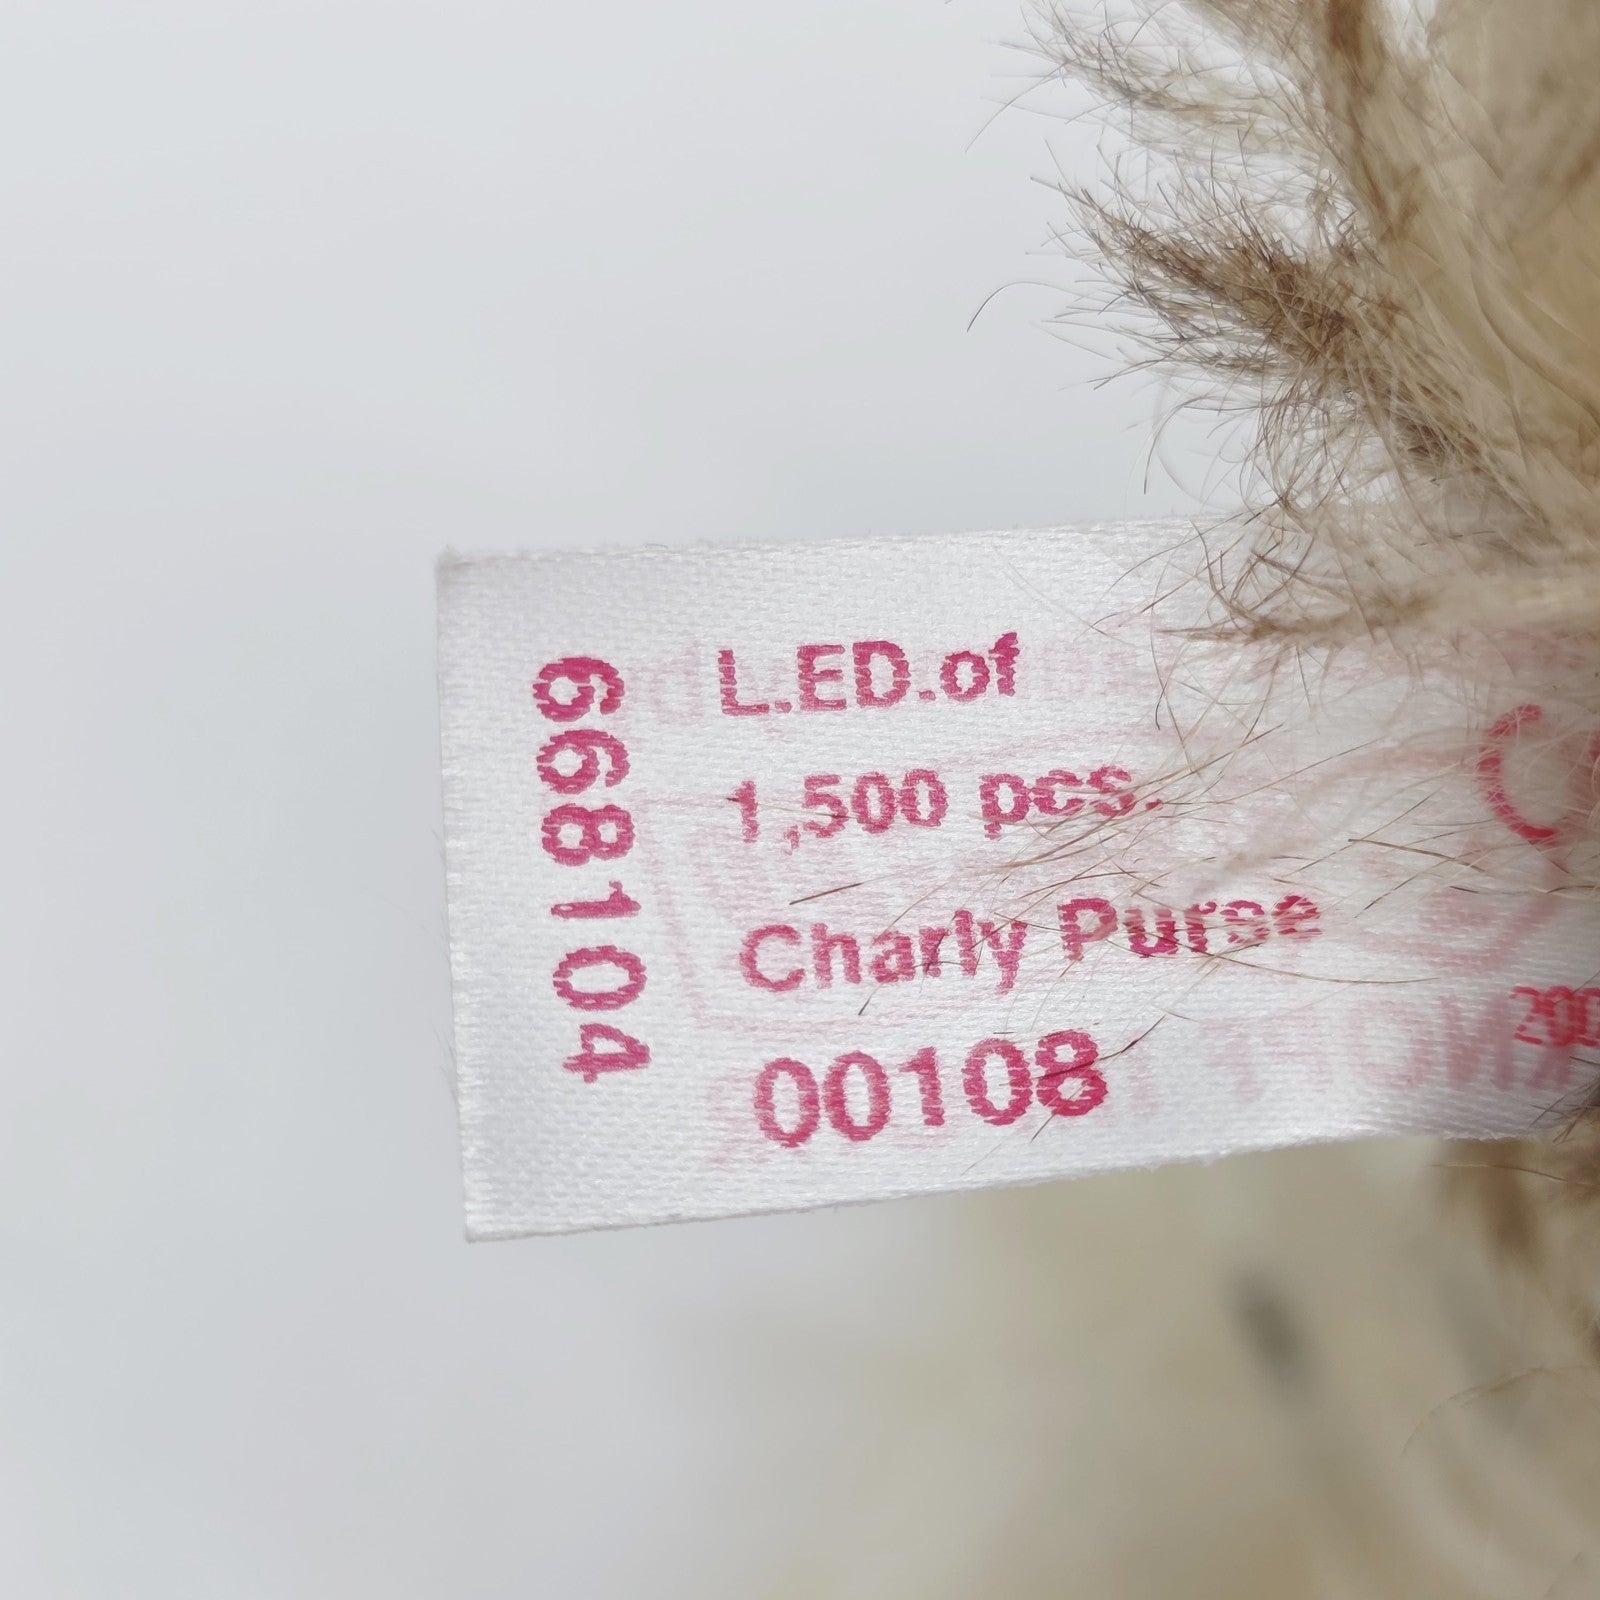 L.ED.of
1,500 pcs.
Charly Purse
00108
668104